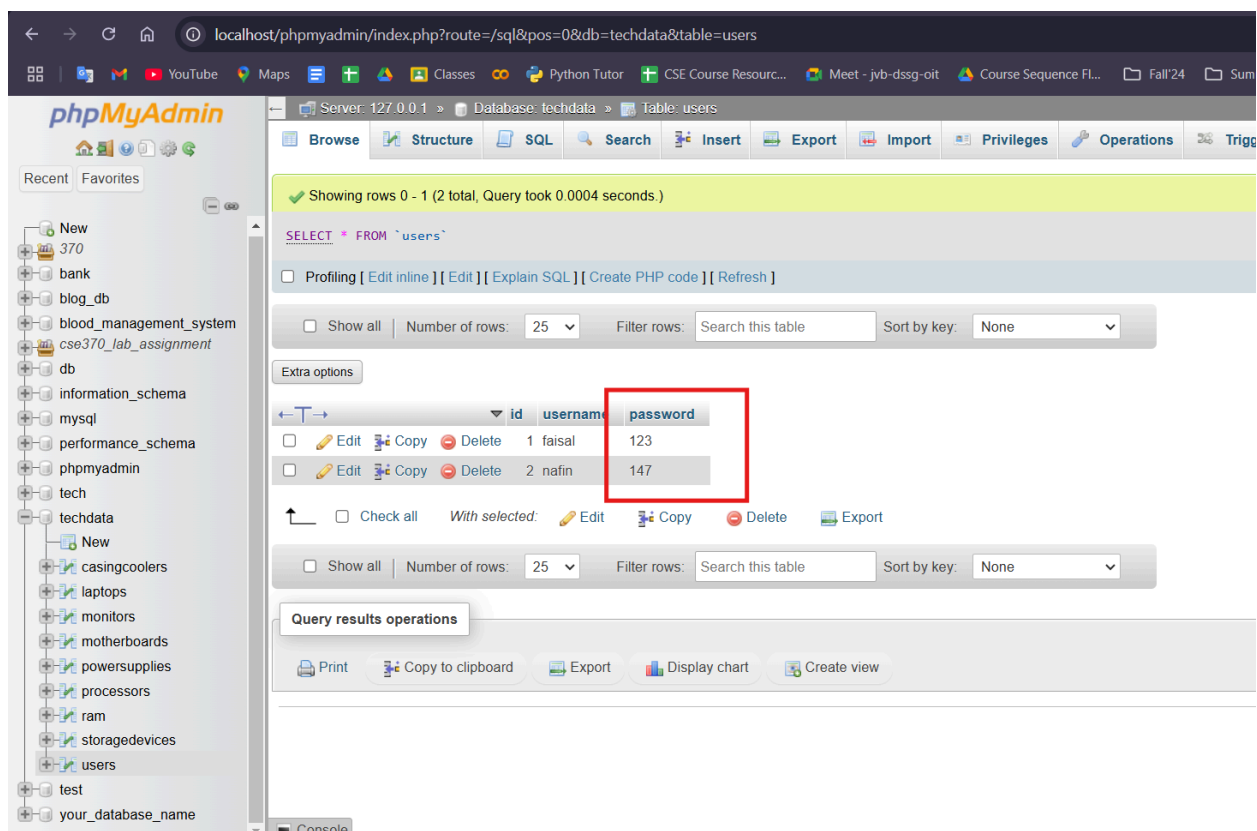 localhost/phpmyadmin/index.php?route=/sql&pos=0&db=techdata&table=users
YouTube Maps Classes Python Tutor CSE Course Resourc... Meet - jvb-dssg-oit Course Sequence Fl... Fall'24 Sum
phpMyAdmin
Recent Favorites
New
370
bank
blog_db
blood_management_system
cse370_lab_assignment
db
information_schema
mysql
performance_schema
phpmyadmin
tech
techdata
New
casingcoolers
laptops
monitors
motherboards
powersupplies
processors
ram
storagedevices
users
test
your_database_name
Server: 127.0.0.1 » Database: techdata » Table: users
Browse Structure SQL Search Insert Export Import Privileges Operations Trigg
Showing rows 0 - 1 (2 total, Query took 0.0004 seconds.)
SELECT * FROM `users`
Profiling [ Edit inline ] [ Edit ] [ Explain SQL ] [ Create PHP code ] [ Refresh ]
Show all | Number of rows: 25 Filter rows: Search this table Sort by key: None
Extra options
←T→ id username password
Edit Copy Delete 1 faisal 123
Edit Copy Delete 2 nafin 147
Check all With selected: Edit Copy Delete Export
Show all | Number of rows: 25 Filter rows: Search this table Sort by key: None
Query results operations
Print Copy to clipboard Export Display chart Create view
Console